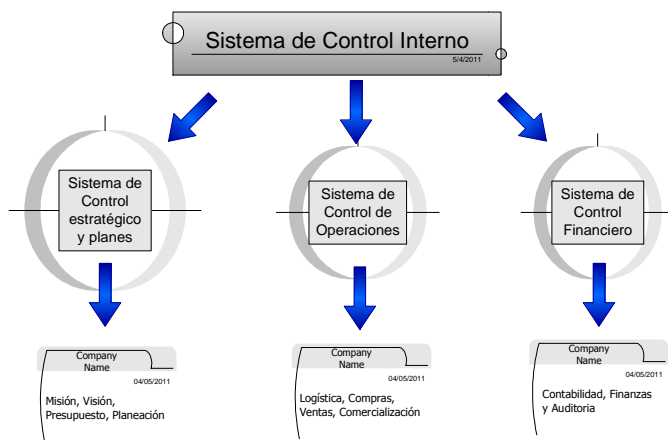 Sistema de Control Interno
5/4/2011
Sistema de
Control
estratégico
y planes
Sistema de
Control de
Operaciones
Sistema de
Control
Financiero
Company
Name
04/05/2011
Misión, Visión,
Presupuesto, Planeación
Company
Name
04/05/2011
Logística, Compras,
Ventas, Comercialización
Company
Name
04/05/2011
Contabilidad, Finanzas
y Auditoria